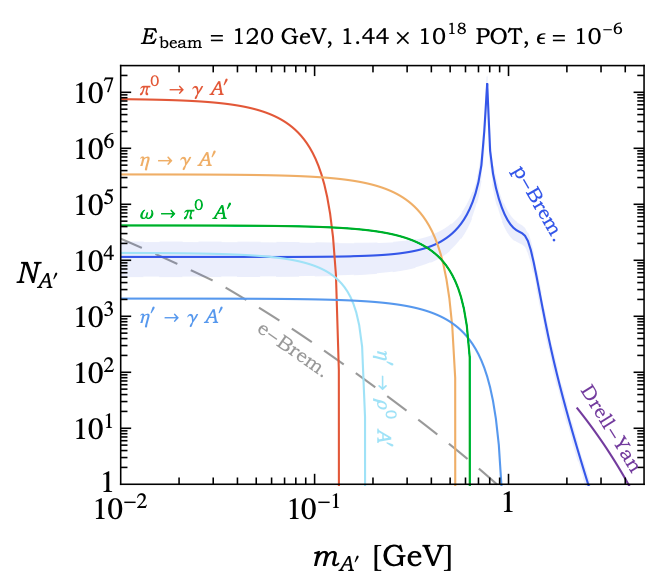 E_beam = 120 GeV, 1.44 × 10^18 POT, ϵ = 10^−6
10^7
10^6
10^5
10^4
10^3
10^2
10^1
1
N_A′
π^0 → γ A′
η → γ A′
ω → π^0 A′
η′ → γ A′
e−Brem.
η′ → ρ^0 A′
p−Brem.
Drell−Yan
10^−2
10^−1
1
m_A′ [GeV]